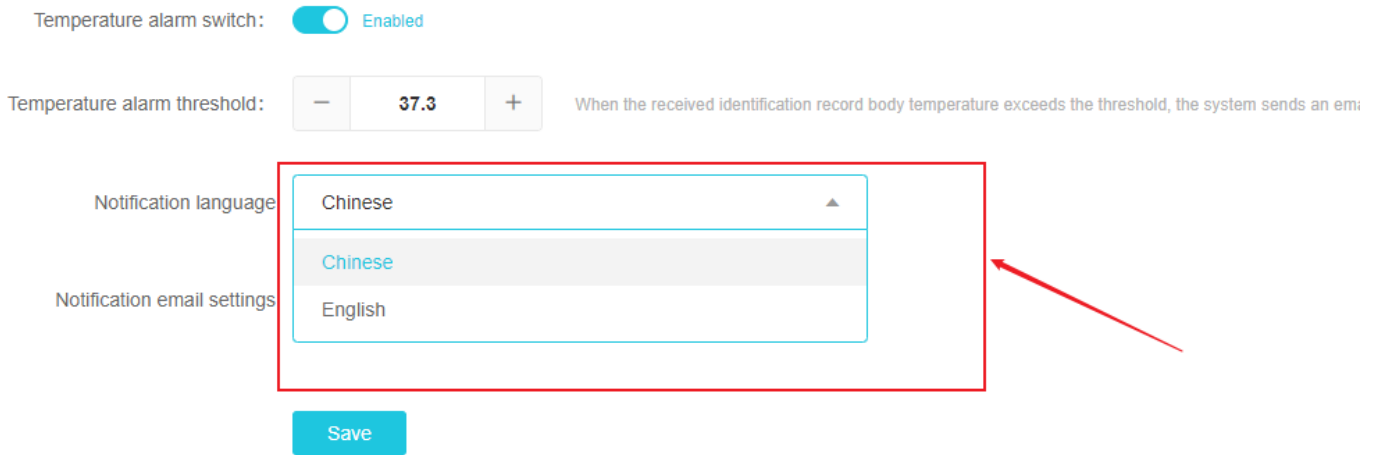 Temperature alarm switch: Enabled
Temperature alarm threshold: − 37.3 + When the received identification record body temperature exceeds the threshold, the system sends an
Notification language Chinese
Chinese
Notification email settings
English
Save